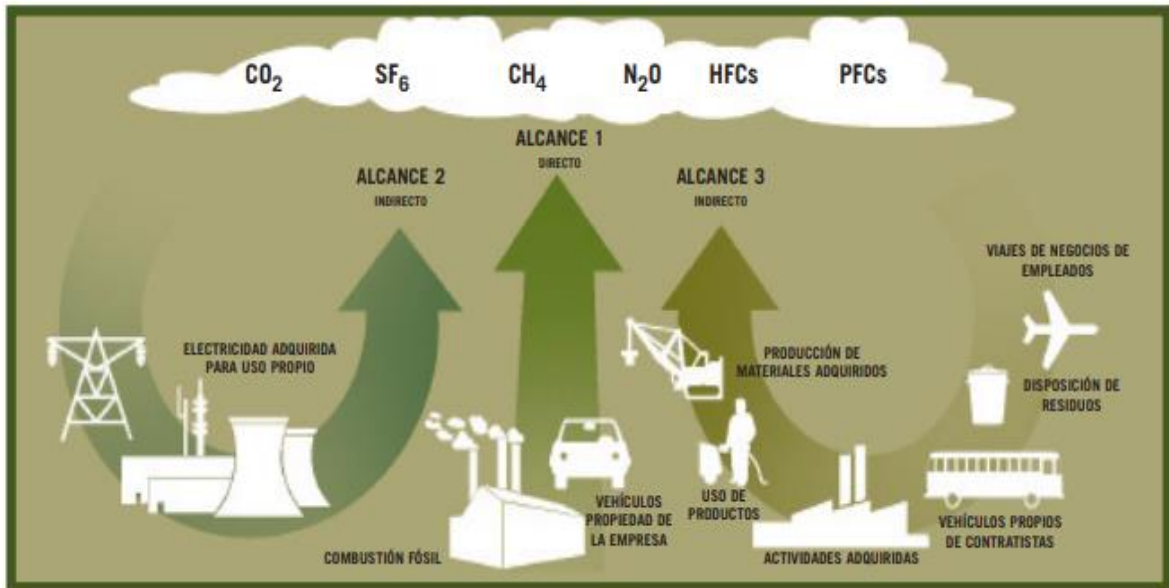 CO₂ SF₆ CH₄ N₂O HFCs PFCs
ALCANCE 1
DIRECTO
ALCANCE 2
INDIRECTO
ALCANCE 3
INDIRECTO
ELECTRICIDAD ADQUIRIDA
PARA USO PROPIO
COMBUSTIÓN FÓSIL
VEHÍCULOS
PROPIEDAD DE
LA EMPRESA
PRODUCCIÓN DE
MATERIALES ADQUIRIDOS
USO DE
PRODUCTOS
ACTIVIDADES ADQUIRIDAS
VIAJES DE NEGOCIOS DE
EMPLEADOS
DISPOSICIÓN DE
RESIDUOS
VEHÍCULOS PROPIOS
DE CONTRATISTAS